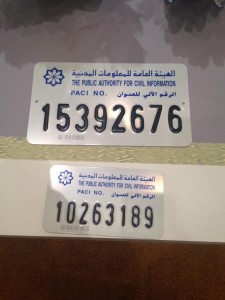 الهيئة العامة للمعلومات المدنية
THE PUBLIC AUTHORITY FOR CIVIL INFORMATION
PACI NO. الرقم الآلي للعنوان
15392676
الهيئة العامة للمعلومات المدنية
THE PUBLIC AUTHORITY FOR CIVIL INFORMATION
PACI NO. الرقم الآلي للعنوان
10263189